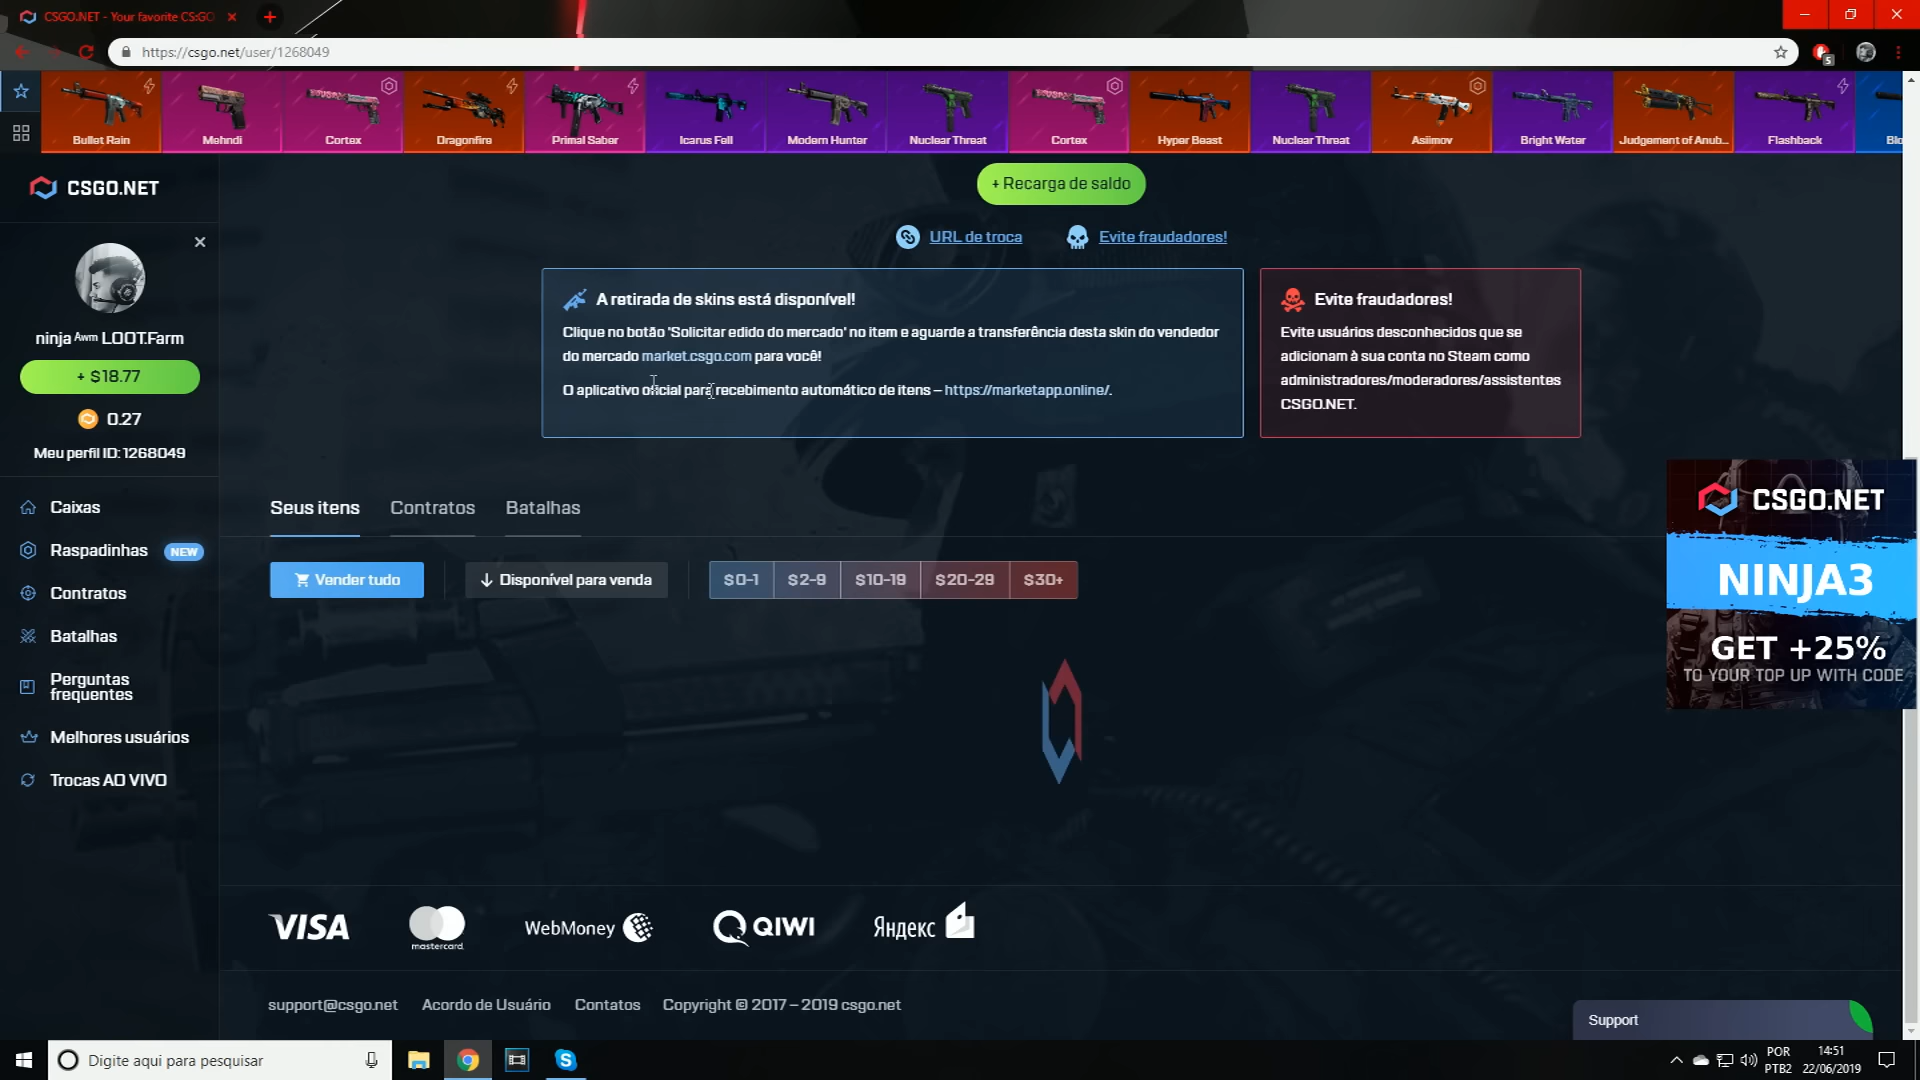 CSGO.NET - Your favorite CS:GO
https://csgo.net/user/1268049
5
Bullet Rain
Mehndi
Cortex
Dragonfire
Primal Saber
Icarus Fell
Modern Hunter
Nuclear Threat
Cortex
Hyper Beast
Nuclear Threat
Asiimov
Bright Water
Judgement of Anub...
Flashback
Blo
CSGO.NET
+ Recarga de saldo
URL de troca
Evite fraudadores!
A retirada de skins está disponível!
Clique no botão 'Solicitar edido do mercado' no item e aguarde a transferência desta skin do vendedor
do mercado market.csgo.com para você!
O aplicativo oficial para recebimento automático de itens – https://marketapp.online/.
Evite fraudadores!
Evite usuários desconhecidos que se
adicionam à sua conta no Steam como
administradores/moderadores/assistentes
CSGO.NET.
ninja Awm LOOT.Farm
+ $18.77
0.27
Meu perfil ID: 1268049
Caixas
Raspadinhas NEW
Contratos
Batalhas
Perguntas
frequentes
Melhores usuários
Trocas AO VIVO
Seus itens
Contratos
Batalhas
Vender tudo
Disponível para venda
$0-1
$2-9
$10-19
$20-29
$30+
CSGO.NET
NINJA3
GET +25%
TO YOUR TOP UP WITH CODE
VISA
mastercard
WebMoney
QIWI
Яндекс
support@csgo.net
Acordo de Usuário
Contatos
Copyright © 2017 – 2019 csgo.net
Support
Digite aqui para pesquisar
POR
PTB2
14:51
22/06/2019